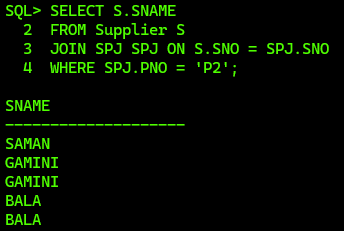 SQL> SELECT S.SNAME
  2  FROM Supplier S
  3  JOIN SPJ SPJ ON S.SNO = SPJ.SNO
  4  WHERE SPJ.PNO = 'P2';

SNAME
--------------------
SAMAN
GAMINI
GAMINI
BALA
BALA